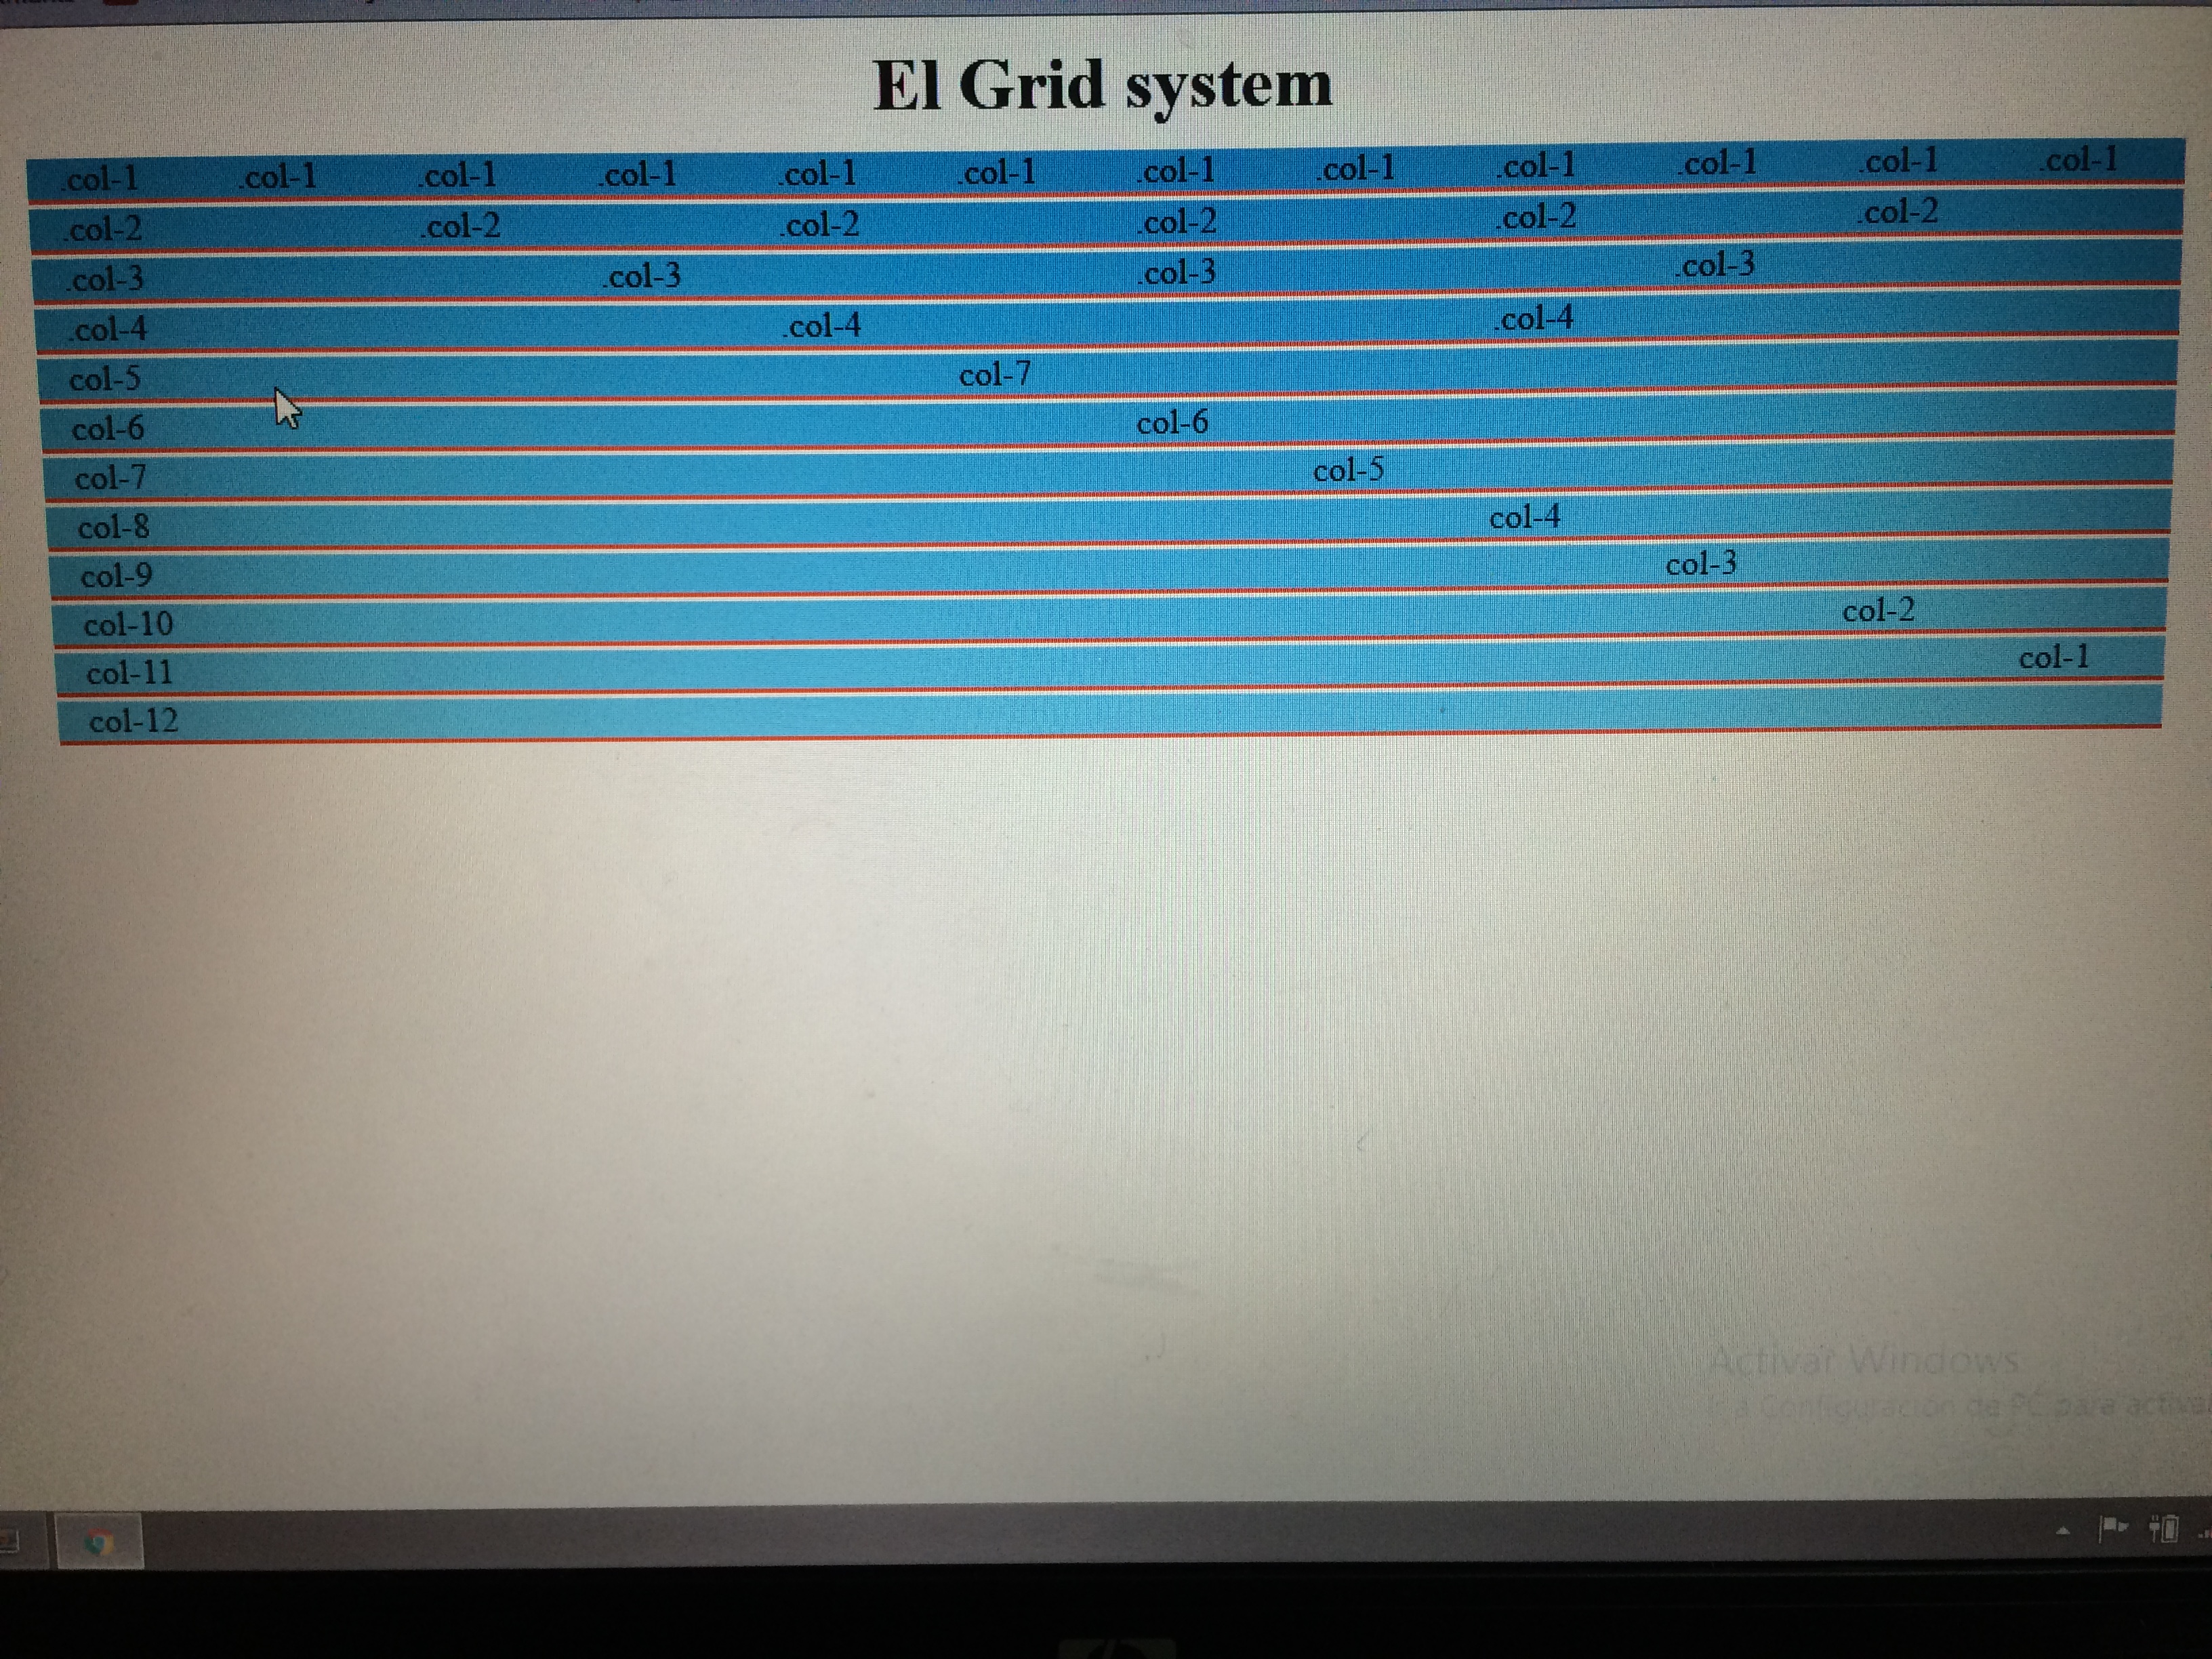 El Grid system
.col-1 .col-1 .col-1 .col-1 .col-1 .col-1 .col-1 .col-1 .col-1 .col-1 .col-1 .col-1
.col-2 .col-2 .col-2 .col-2 .col-2 .col-2
.col-3 .col-3 .col-3 .col-3
.col-4 .col-4 .col-4
col-5 col-7
col-6 col-6
col-7 col-5
col-8 col-4
col-9 col-3
col-10 col-2
col-11 col-1
col-12
Activar Windows
a Configuración de PC para activar